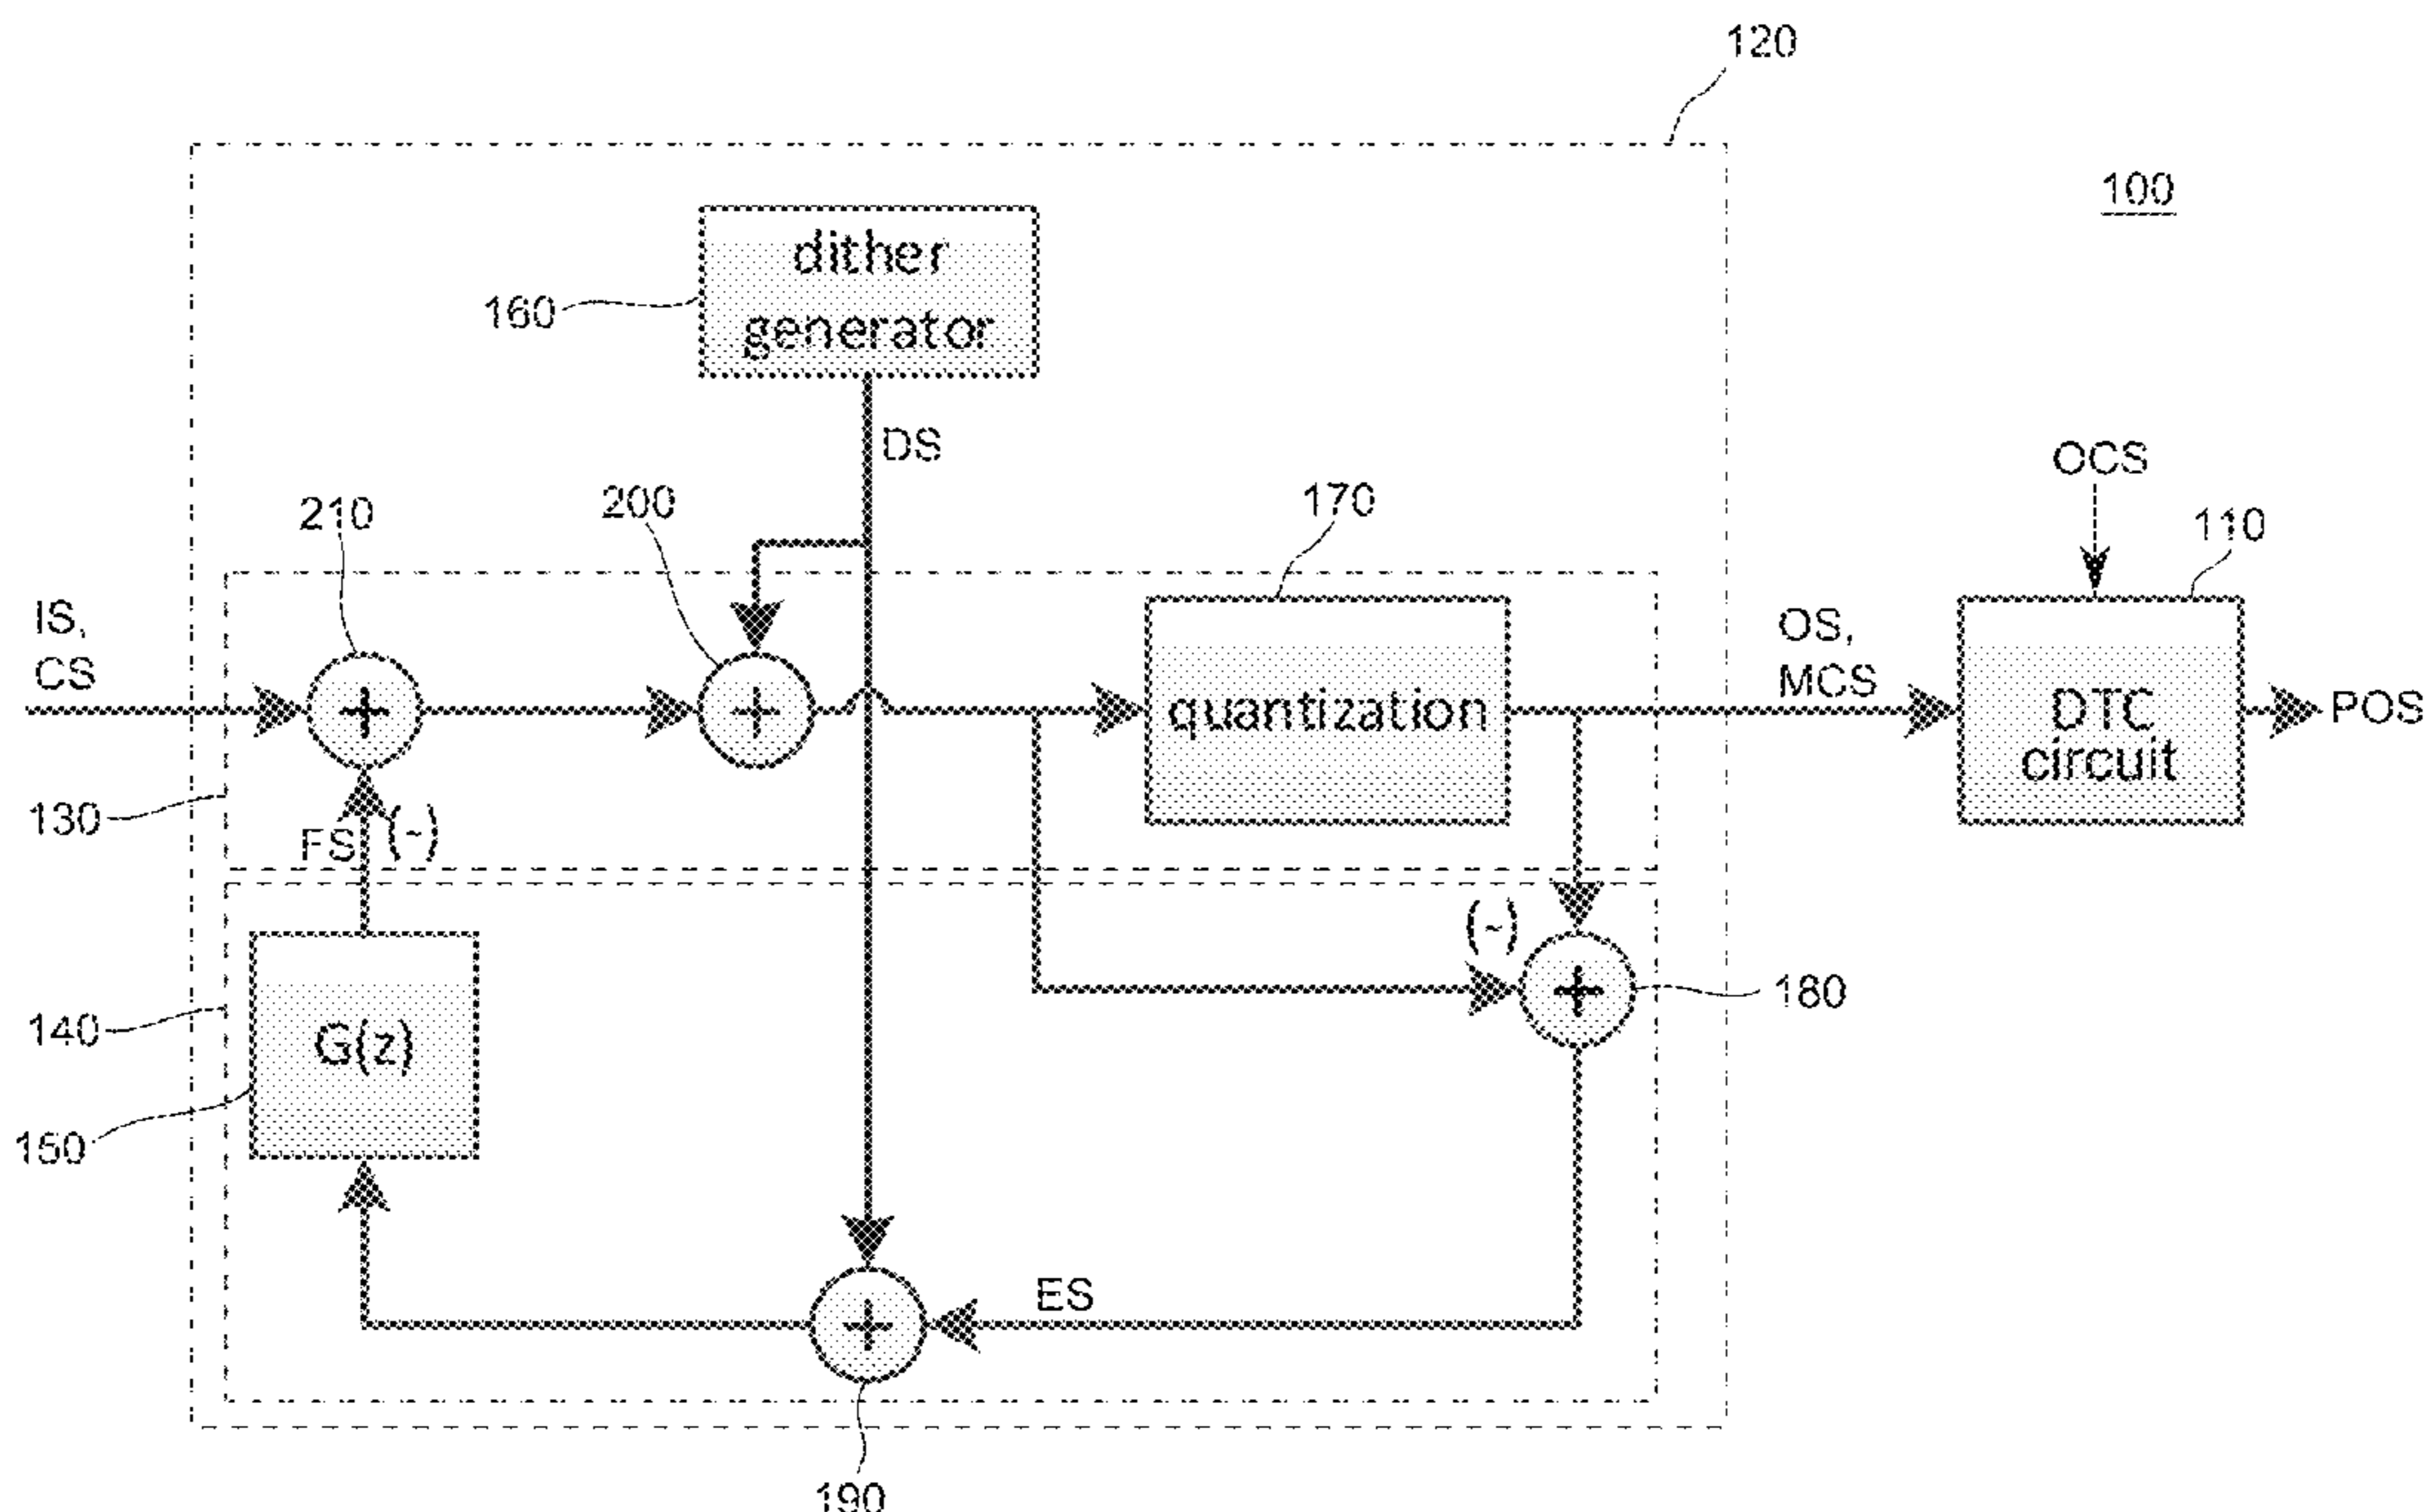 120
100
dither
generator
160
DS
OCS
210
200
170
110
IS,
CS
OS,
MCS
+
+
quantization
DTC
circuit
POS
130
FS
(-)
(-)
+
180
140
G(z)
150
ES
+
190